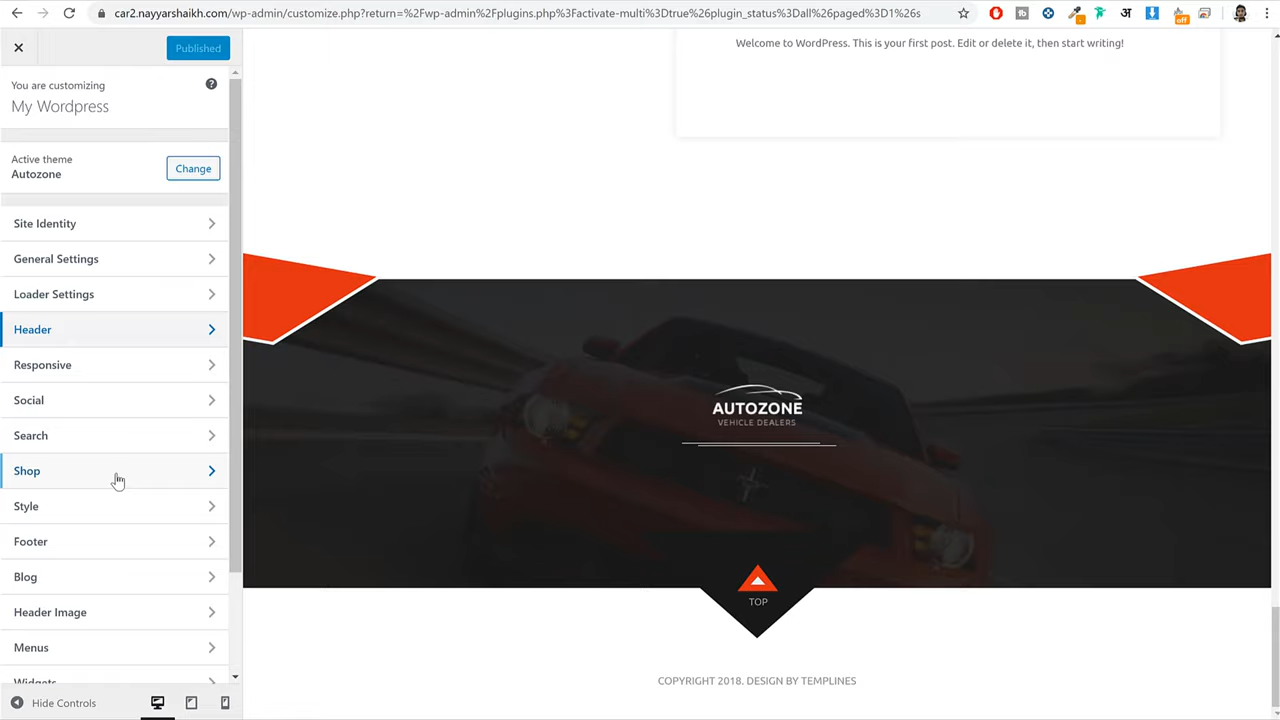 car2.nayyarshaikh.com/wp-admin/customize.php?return=%2Fwp-admin%2Fplugins.php%3Factivate-multi%3Dtrue%26plugin_status%3Dall%26paged%3D1%26s
off
Published
You are customizing
My Wordpress
Active theme
Autozone
Change
Site Identity
General Settings
Loader Settings
Header
Responsive
Social
Search
Shop
Style
Footer
Blog
Header Image
Menus
Widgets
Hide Controls
Welcome to WordPress. This is your first post. Edit or delete it, then start writing!
AUTOZONE
VEHICLE DEALERS
TOP
COPYRIGHT 2018. DESIGN BY TEMPLINES